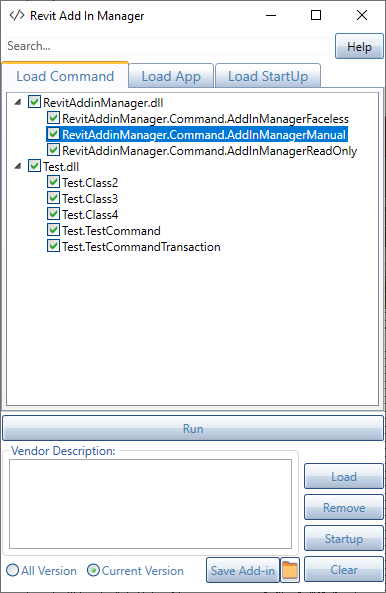 Revit Add In Manager
Search...
Help
Load Command
Load App
Load StartUp
RevitAddinManager.dll
RevitAddinManager.Command.AddInManagerFaceless
RevitAddinManager.Command.AddInManagerManual
RevitAddinManager.Command.AddInManagerReadOnly
Test.dll
Test.Class2
Test.Class3
Test.Class4
Test.TestCommand
Test.TestCommandTransaction
Run
Vendor Description:
Load
Remove
Startup
All Version
Current Version
Save Add-in
Clear